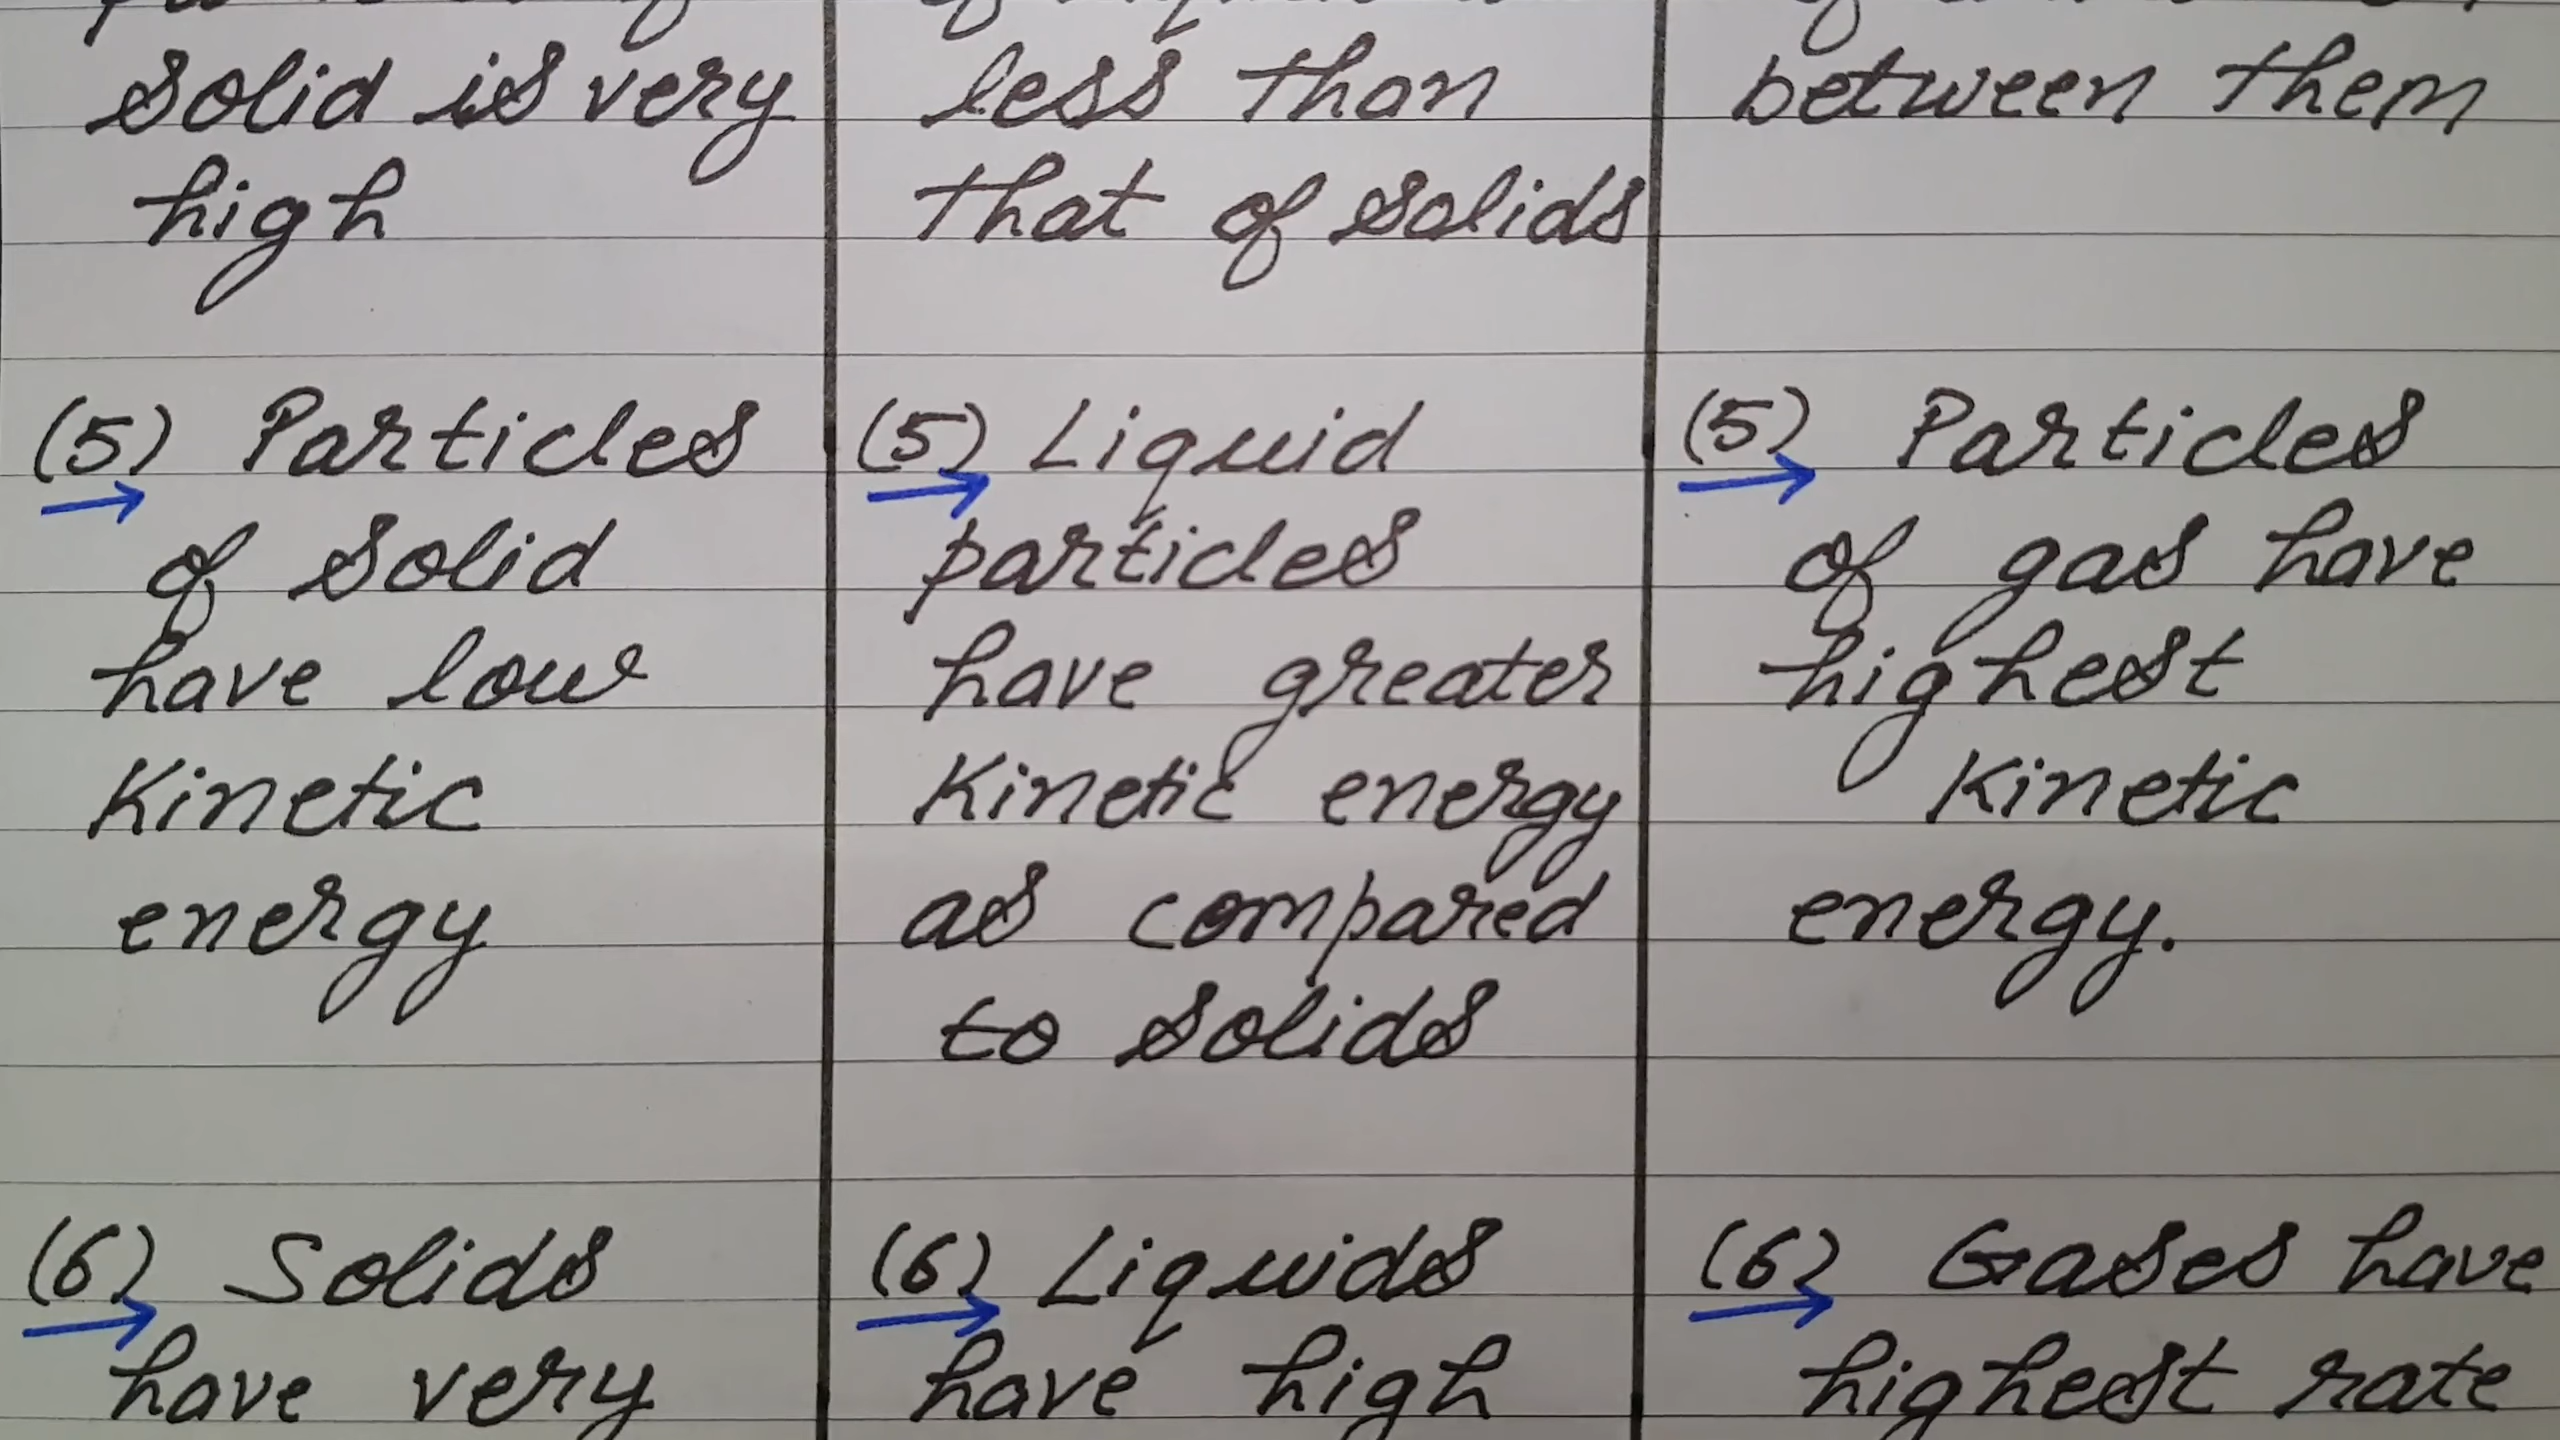 solid is very
high
(5) Particles
of solid
have low
Kinetic
energy
(6) Solids
have very
less than
that of solids
(5) Liquid
particles
have greater
Kinetic energy
as compared
to solids
(6) Liquids
have high
between them
(5) Particles
of gas have
highest
Kinetic
energy.
(6) Gases have
highest rate